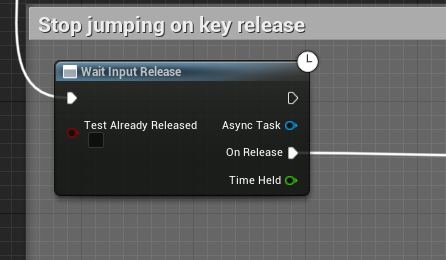 Stop jumping on key release
Wait Input Release
Test Already Released
Async Task
On Release
Time Held